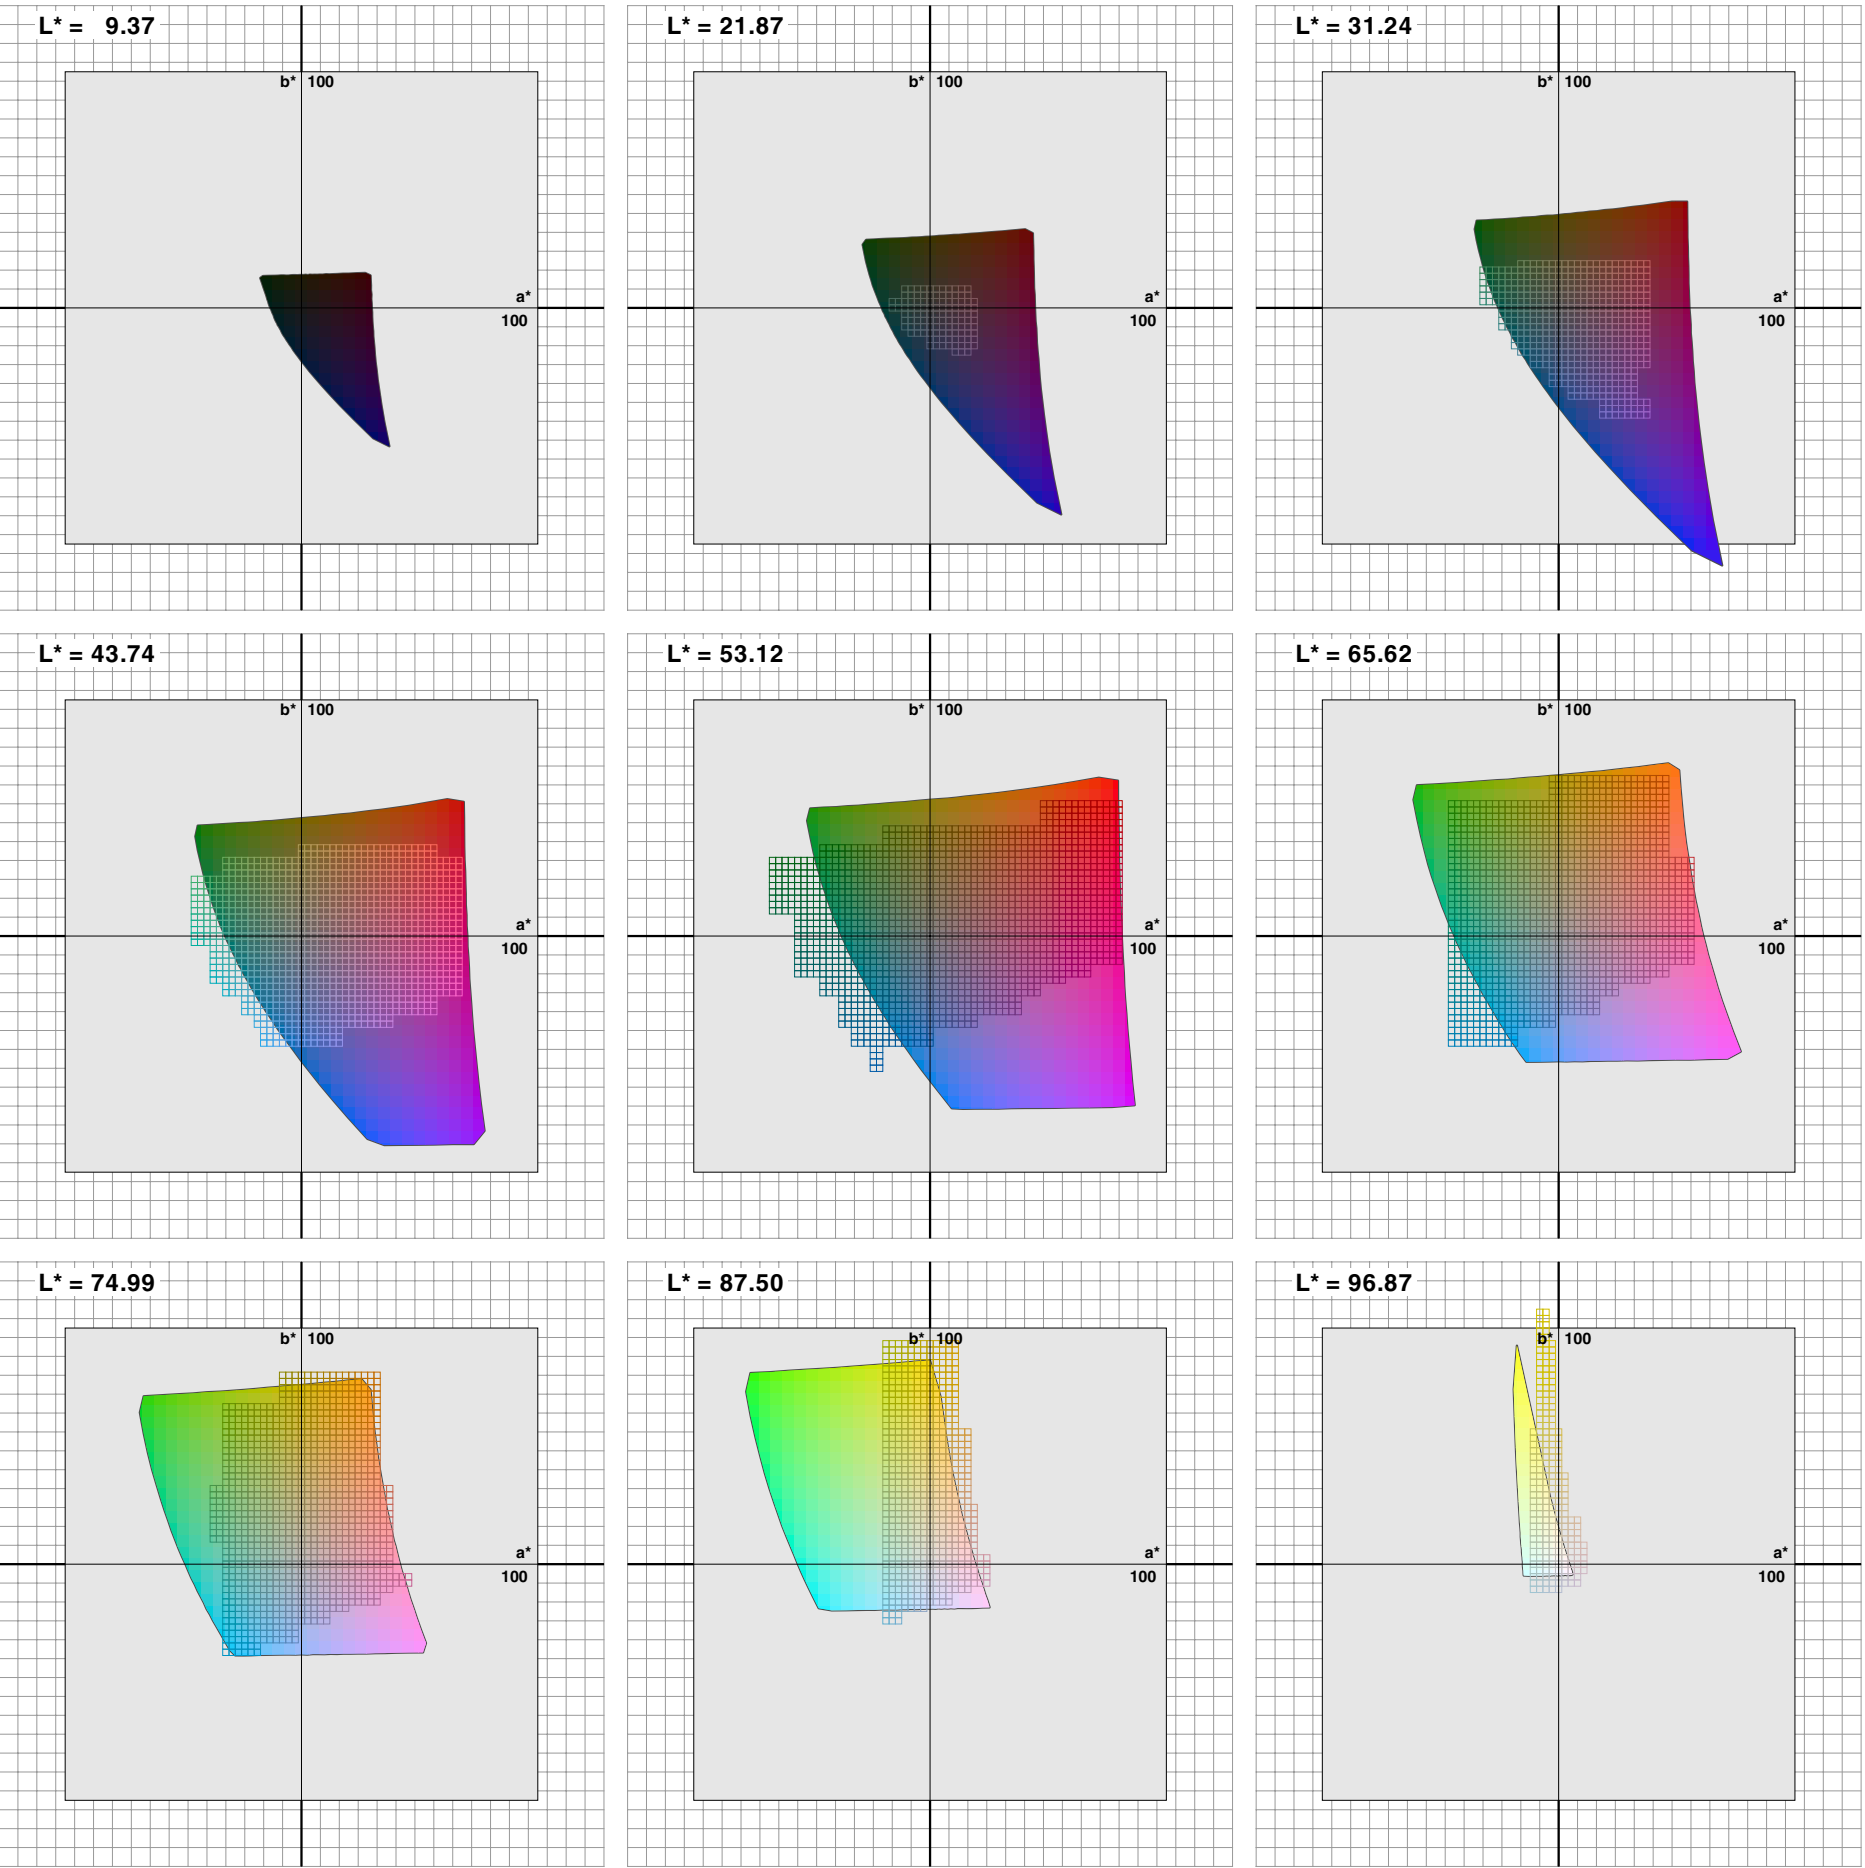 L* = 9.37
b* 100
a*
100
L* = 21.87
b* 100
a*
100
L* = 31.24
b* 100
a*
100
L* = 43.74
b* 100
a*
100
L* = 53.12
b* 100
a*
100
L* = 65.62
b* 100
a*
100
L* = 74.99
b* 100
a*
100
L* = 87.50
b* 100
a*
100
L* = 96.87
b* 100
a*
100